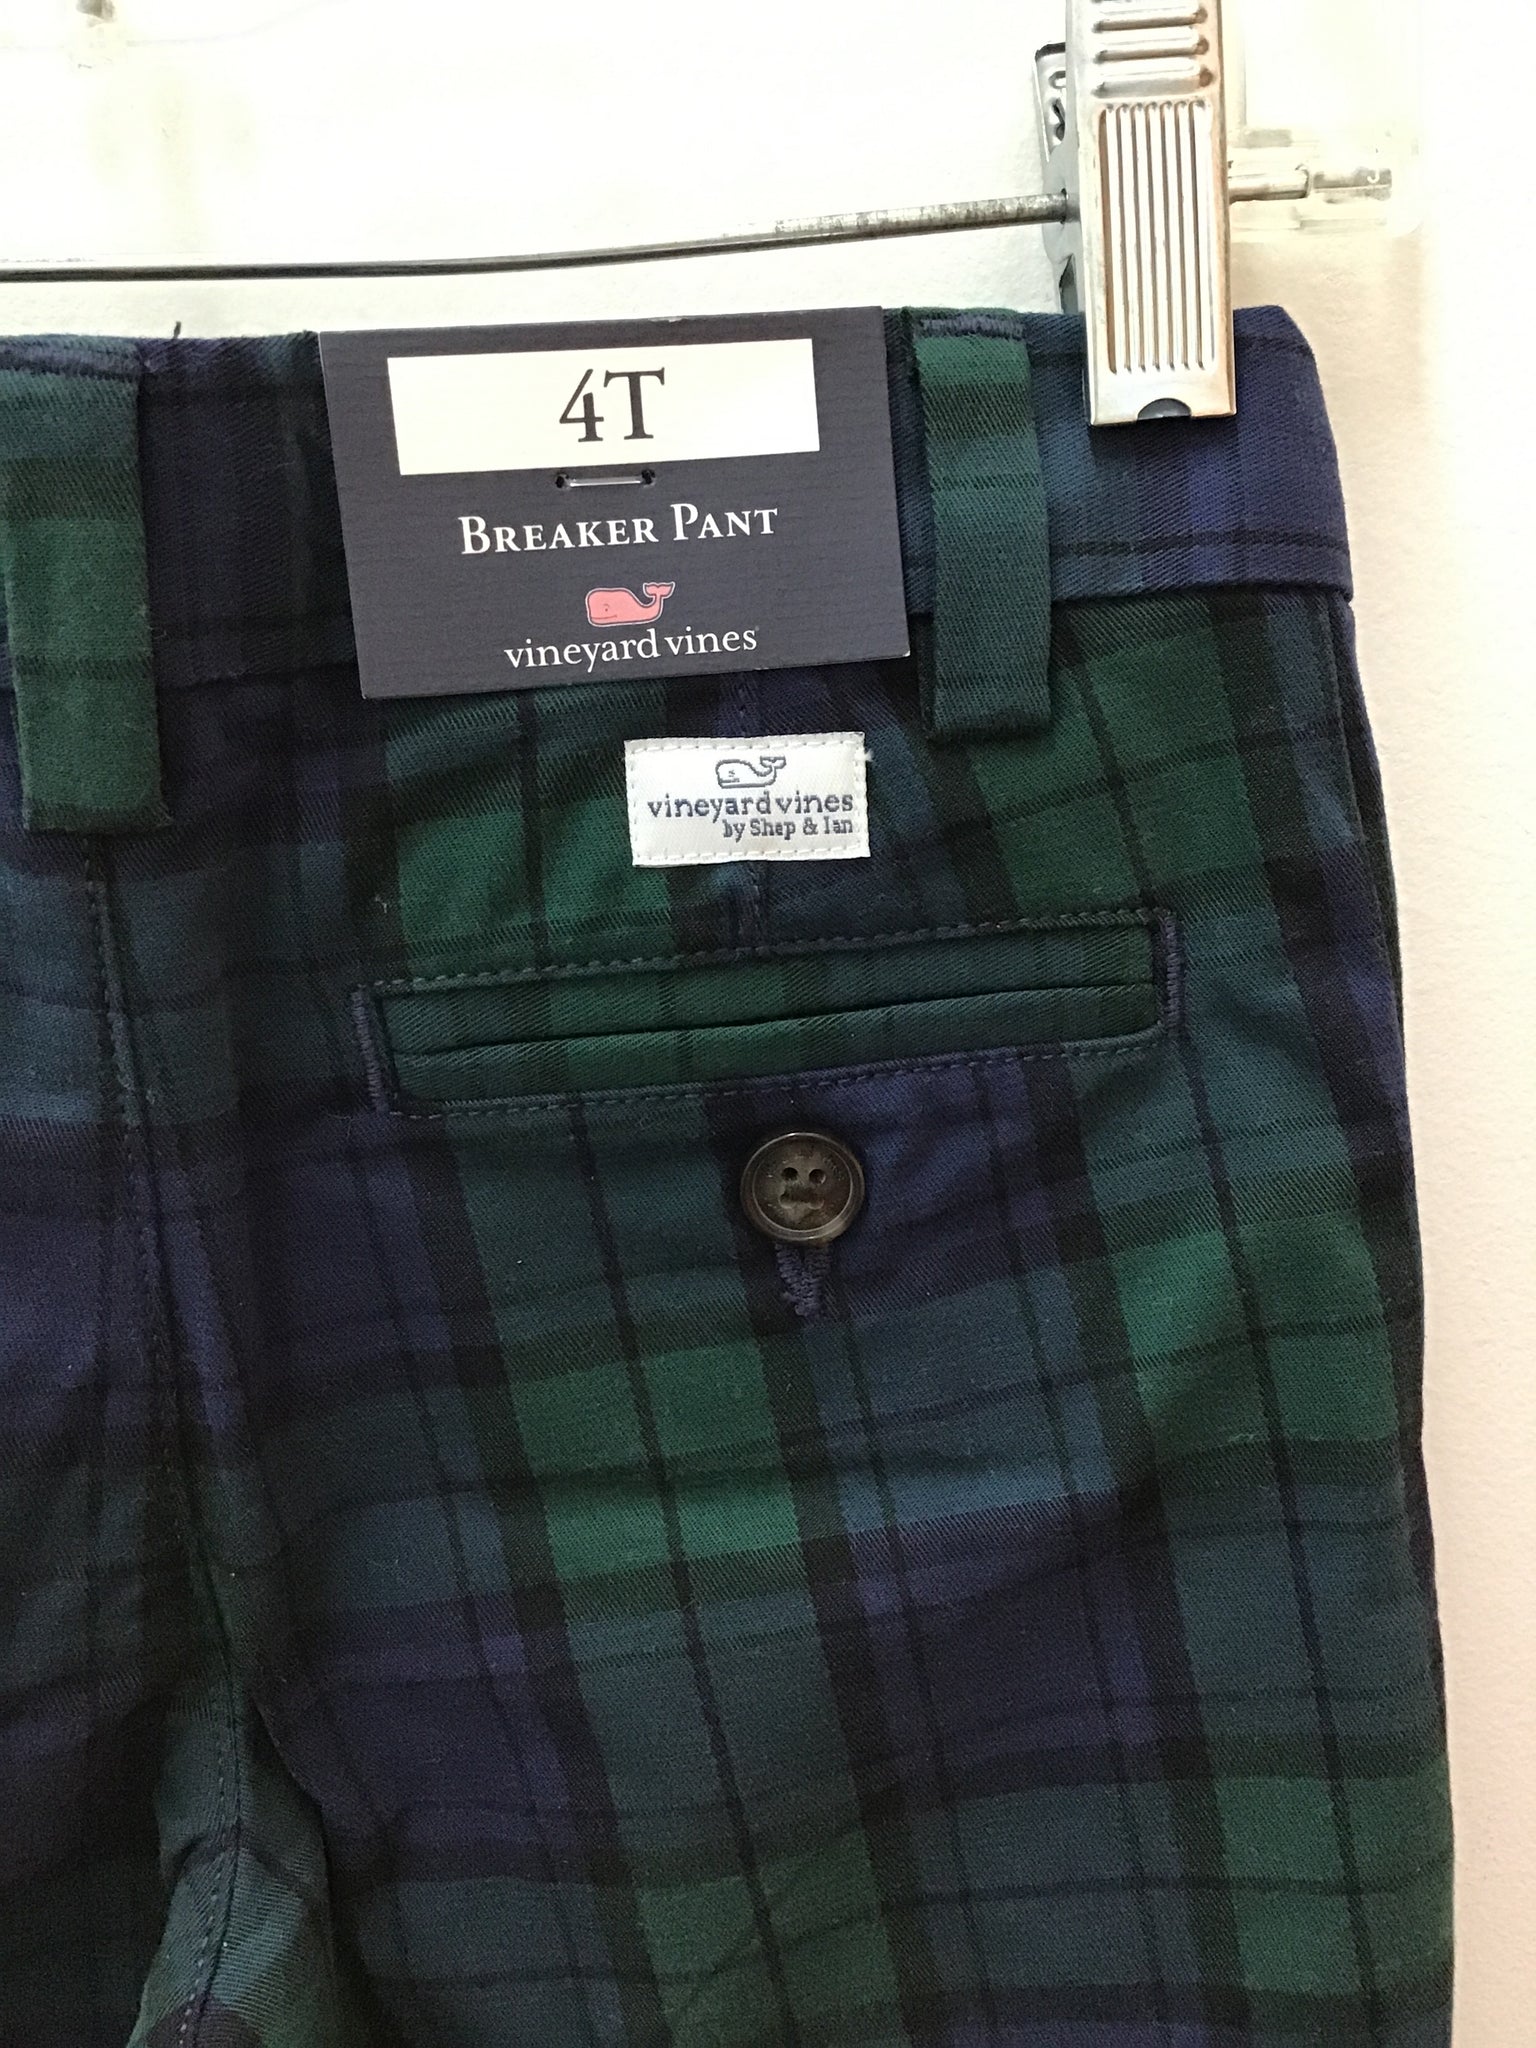 4T
BREAKER PANT
vineyard vines
vineyard vines
by Shep & Ian